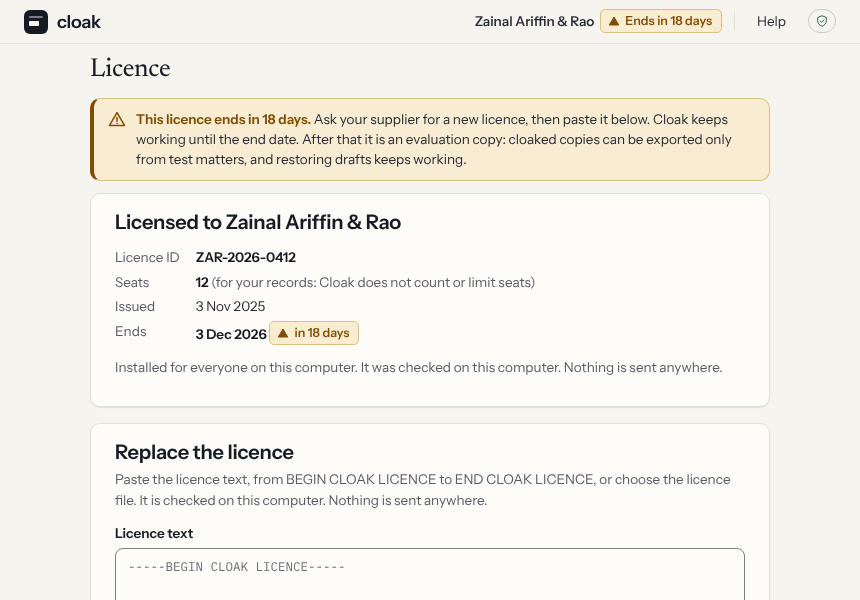 cloak
Zainal Ariffin & Rao
Ends in 18 days
Help
Licence
This licence ends in 18 days. Ask your supplier for a new licence, then paste it below. Cloak keeps
working until the end date. After that it is an evaluation copy: cloaked copies can be exported only
from test matters, and restoring drafts keeps working.
Licensed to Zainal Ariffin & Rao
Licence ID ZAR-2026-0412
Seats 12 (for your records: Cloak does not count or limit seats)
Issued 3 Nov 2025
Ends 3 Dec 2026 in 18 days
Installed for everyone on this computer. It was checked on this computer. Nothing is sent anywhere.
Replace the licence
Paste the licence text, from BEGIN CLOAK LICENCE to END CLOAK LICENCE, or choose the licence
file. It is checked on this computer. Nothing is sent anywhere.
Licence text
-----BEGIN CLOAK LICENCE-----